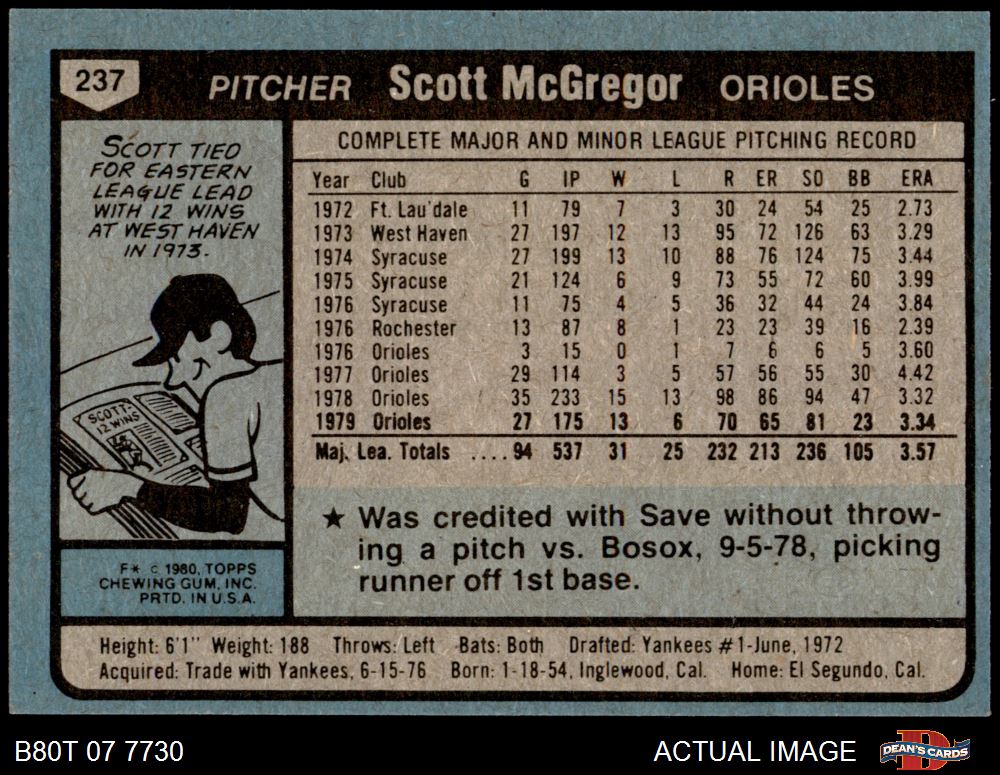 237 PITCHER Scott McGregor ORIOLES
SCOTT TIED
FOR EASTERN
LEAGUE LEAD
WITH 12 WINS
AT WEST HAVEN
IN 1973.
SCOTT:
12 WINS
F* © 1980, TOPPS
CHEWING GUM, INC.
PRTD. IN U.S.A.
COMPLETE MAJOR AND MINOR LEAGUE PITCHING RECORD
Year Club G IP W L R ER SO BB ERA
1972 Ft. Lau'dale 11 79 7 3 30 24 54 25 2.73
1973 West Haven 27 197 12 13 95 72 126 63 3.29
1974 Syracuse 27 199 13 10 88 76 124 75 3.44
1975 Syracuse 21 124 6 9 73 55 72 60 3.99
1976 Syracuse 11 75 4 5 36 32 44 24 3.84
1976 Rochester 13 87 8 1 23 23 39 16 2.39
1976 Orioles 3 15 0 1 7 6 6 5 3.60
1977 Orioles 29 114 3 5 57 56 55 30 4.42
1978 Orioles 35 233 15 13 98 86 94 47 3.32
1979 Orioles 27 175 13 6 70 65 81 23 3.34
Maj. Lea. Totals ....94 537 31 25 232 213 236 105 3.57
★ Was credited with Save without throw-
ing a pitch vs. Bosox, 9-5-78, picking
runner off 1st base.
Height: 6'1" Weight: 188 Throws: Left Bats: Both Drafted: Yankees #1-June, 1972
Acquired: Trade with Yankees, 6-15-76 Born: 1-18-54, Inglewood, Cal. Home: El Segundo, Cal.
B80T 07 7730 ACTUAL IMAGE DEAN'S CARDS